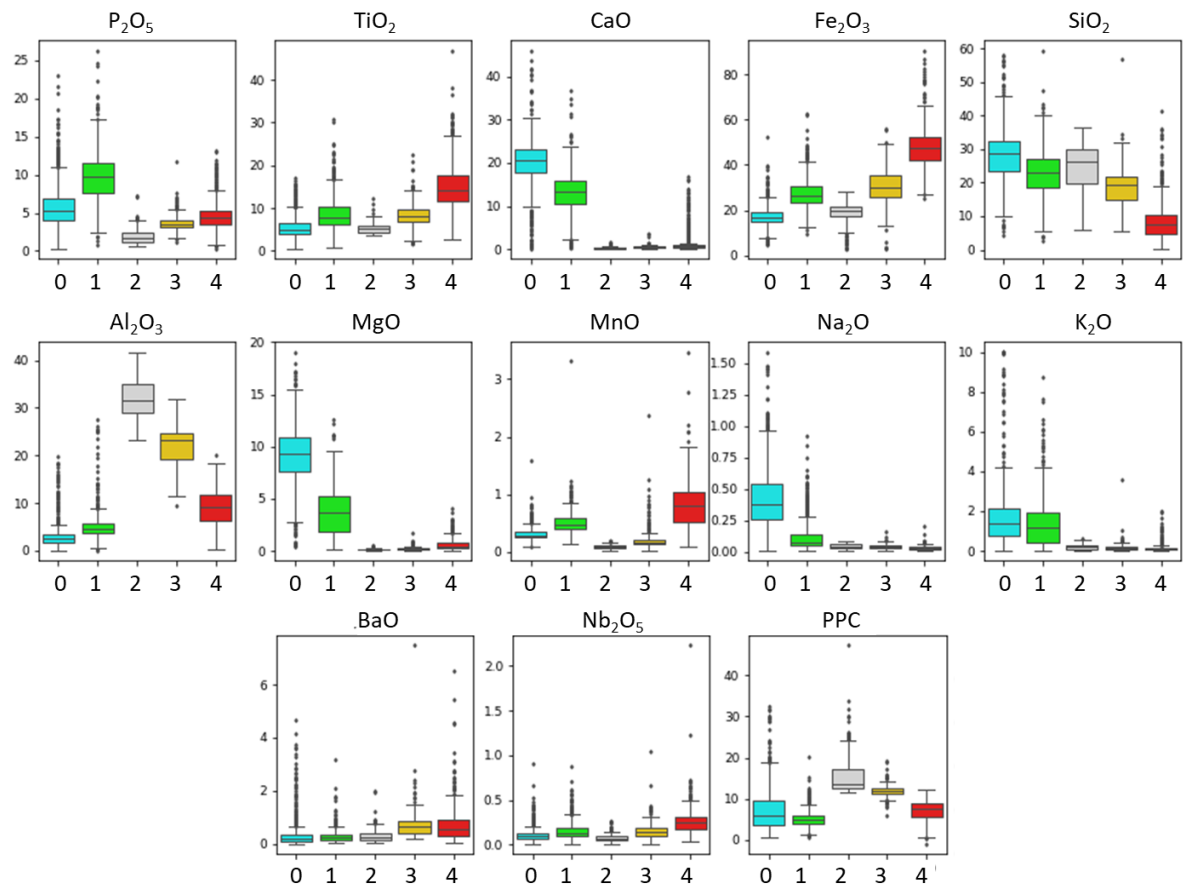 P₂O₅ TiO₂ CaO Fe₂O₃ SiO₂
25 20 15 10 5 0
40 30 20 10 0
40 30 20 10 0
80 60 40 20 0
60 50 40 30 20 10 0
0 1 2 3 4 0 1 2 3 4 0 1 2 3 4 0 1 2 3 4 0 1 2 3 4
Al₂O₃ MgO MnO Na₂O K₂O
40 30 20 10 0
20 15 10 5 0
3 2 1 0
1.50 1.25 1.00 0.75 0.50 0.25 0.00
10 8 6 4 2 0
0 1 2 3 4 0 1 2 3 4 0 1 2 3 4 0 1 2 3 4 0 1 2 3 4
.BaO Nb₂O₅ PPC
6 4 2 0
2.0 1.5 1.0 0.5 0.0
40 30 20 10 0
0 1 2 3 4 0 1 2 3 4 0 1 2 3 4